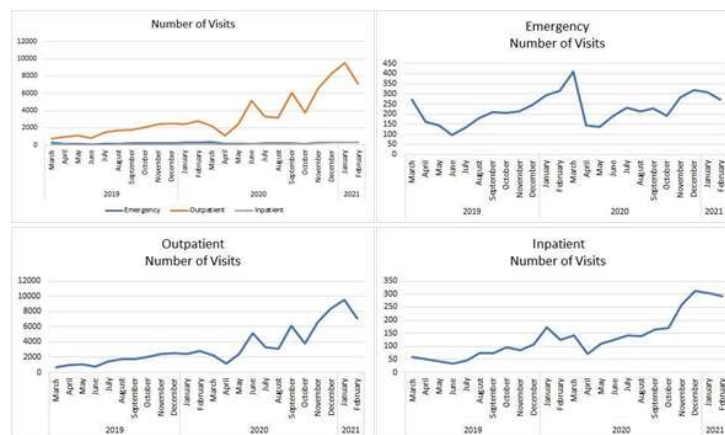 Number of Visits
12000
10000
8000
6000
4000
2000
0
March
April
May
June
July
August
September
October
November
December
January
February
March
April
May
June
July
August
September
October
November
December
January
February
2019
2020
2021
Emergency
Outpatient
Inpatient
Emergency
Number of Visits
450
400
350
300
250
200
150
100
50
0
March
April
May
June
July
August
September
October
November
December
January
February
March
April
May
June
July
August
September
October
November
December
January
February
2019
2020
2021
Outpatient
Number of Visits
12000
10000
8000
6000
4000
2000
0
March
April
May
June
July
August
September
October
November
December
January
February
March
April
May
June
July
August
September
October
November
December
January
February
2019
2020
2021
Inpatient
Number of Visits
350
300
250
200
150
100
50
0
March
April
May
June
July
August
September
October
November
December
January
February
March
April
May
June
July
August
September
October
November
December
January
February
2019
2020
2021